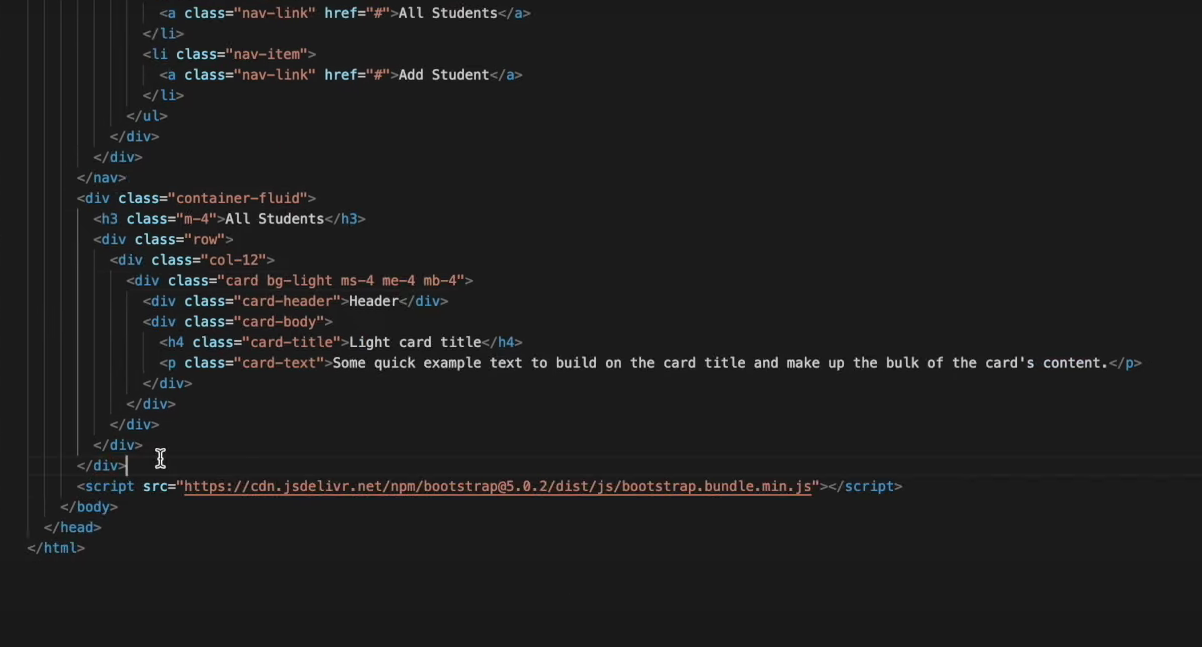 <a class="nav-link" href="#">All Students</a>
</li>
<li class="nav-item">
<a class="nav-link" href="#">Add Student</a>
</li>
</ul>
</div>
</div>
</nav>
<div class="container-fluid">
<h3 class="m-4">All Students</h3>
<div class="row">
<div class="col-12">
<div class="card bg-light ms-4 me-4 mb-4">
<div class="card-header">Header</div>
<div class="card-body">
<h4 class="card-title">Light card title</h4>
<p class="card-text">Some quick example text to build on the card title and make up the bulk of the card's content.</p>
</div>
</div>
</div>
</div>
</div>
<script src="https://cdn.jsdelivr.net/npm/bootstrap@5.0.2/dist/js/bootstrap.bundle.min.js"></script>
</body>
</head>
</html>